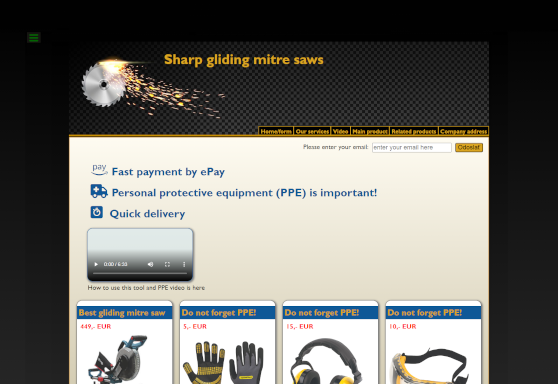 Sharp gliding mitre saws
Home/form Our services Video Main product Related products Company address
Please enter your email: enter your email here Odoslať
pay Fast payment by ePay
Personal protective equipment (PPE) is important!
Quick delivery
0:00 / 6:30
How to use this tool and PPE video is here
Best gliding mitre saw Do not forget PPE! Do not forget PPE! Do not forget PPE!
449,- EUR 5,- EUR 15,- EUR 10,- EUR